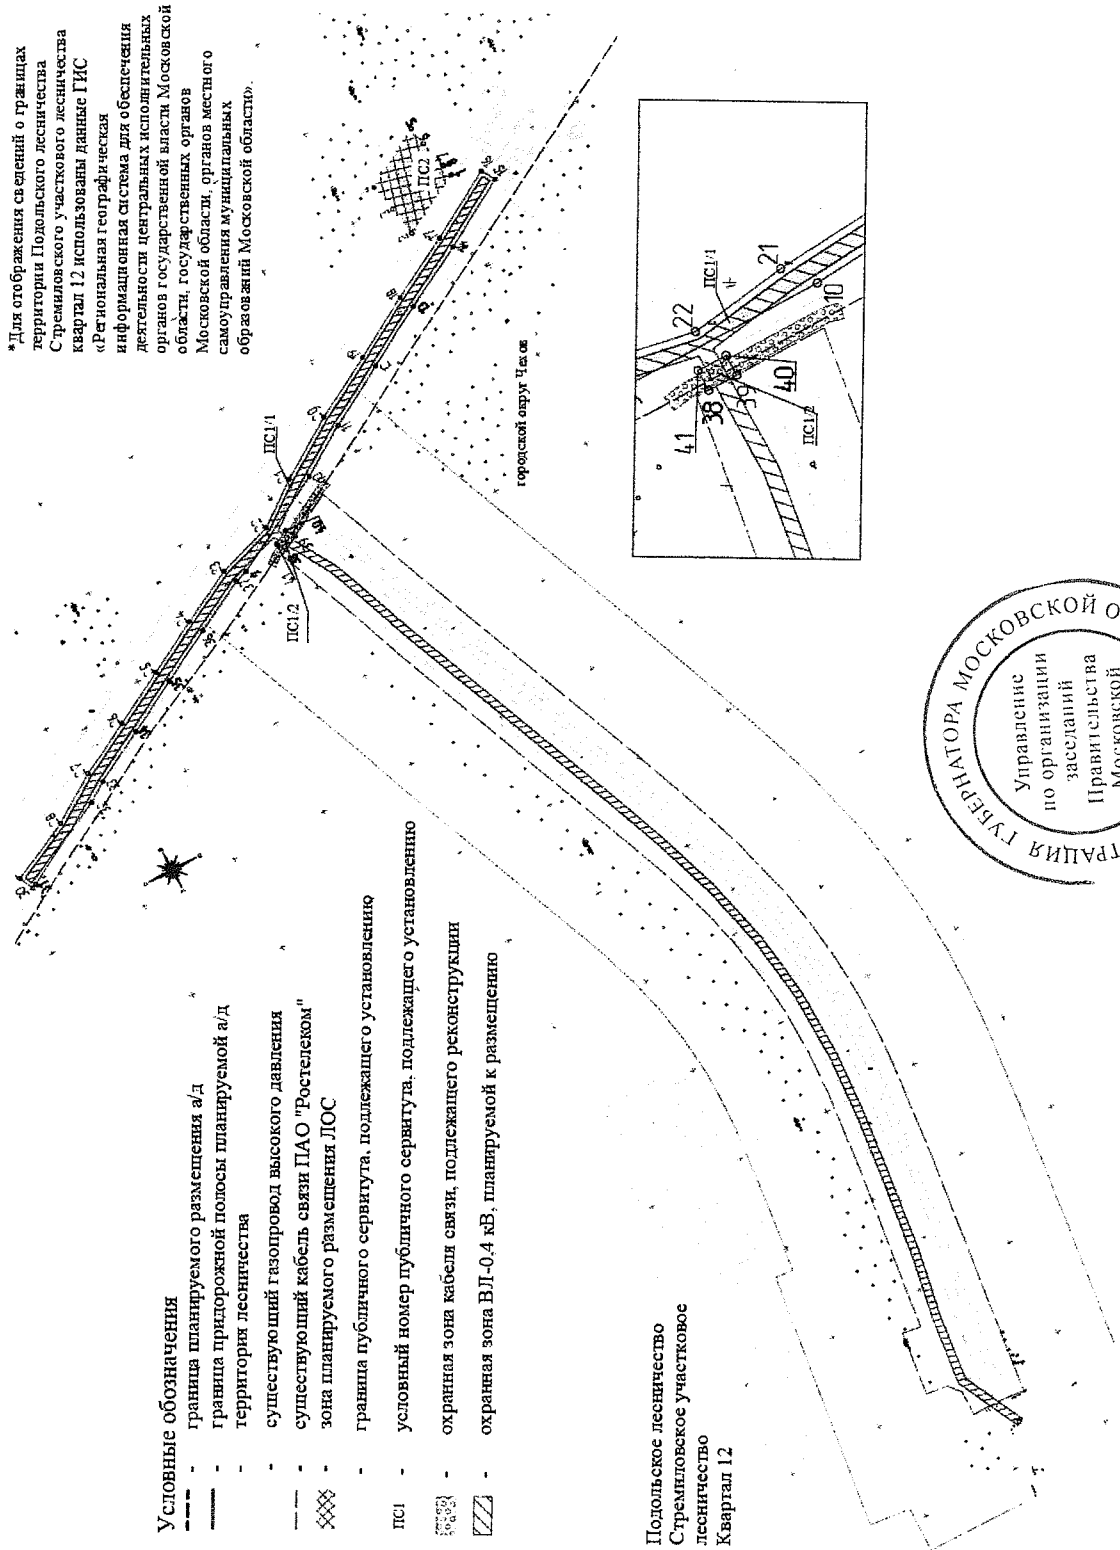 *Для отображения сведений о границах
территории Подольского лесничества
Стремиловского участкового лесничества
квартал 12 использованы данные ГИС
«Региональная географическая
информационная система для обеспечения
деятельности центральных исполнительных
органов государственной власти Московской
области, государственных органов
Московской области, органов местного
самоуправления муниципальных
образований Московской области».
Условные обозначения
- граница планируемого размещения а/д
- граница придорожной полосы планируемой а/д
- территория лесничества
- существующий газопровод высокого давления
- существующий кабель связи ПАО "Ростелеком"
- зона планируемого размещения ЛОС
- граница публичного сервитута, подлежащего установлению
ПС1 - условный номер публичного сервитута, подлежащего установлению
- охранная зона кабели связи, подлежащего реконструкции
- охранная зона ВЛ-0,4 кВ, планируемой к размещению
ПС1/1
ПС1/2
ПС2
городской округ Чехов
22
ПС1/1
21
10
41
38
39
40
ПС1/2
Подольское лесничество
Стремиловское участковое
лесничество
Квартал 12
ТРАЦИЯ ГУБЕРНАТОРА МОСКОВСКОЙ О
Управление
по организации
заседаний
Правительства
Московской